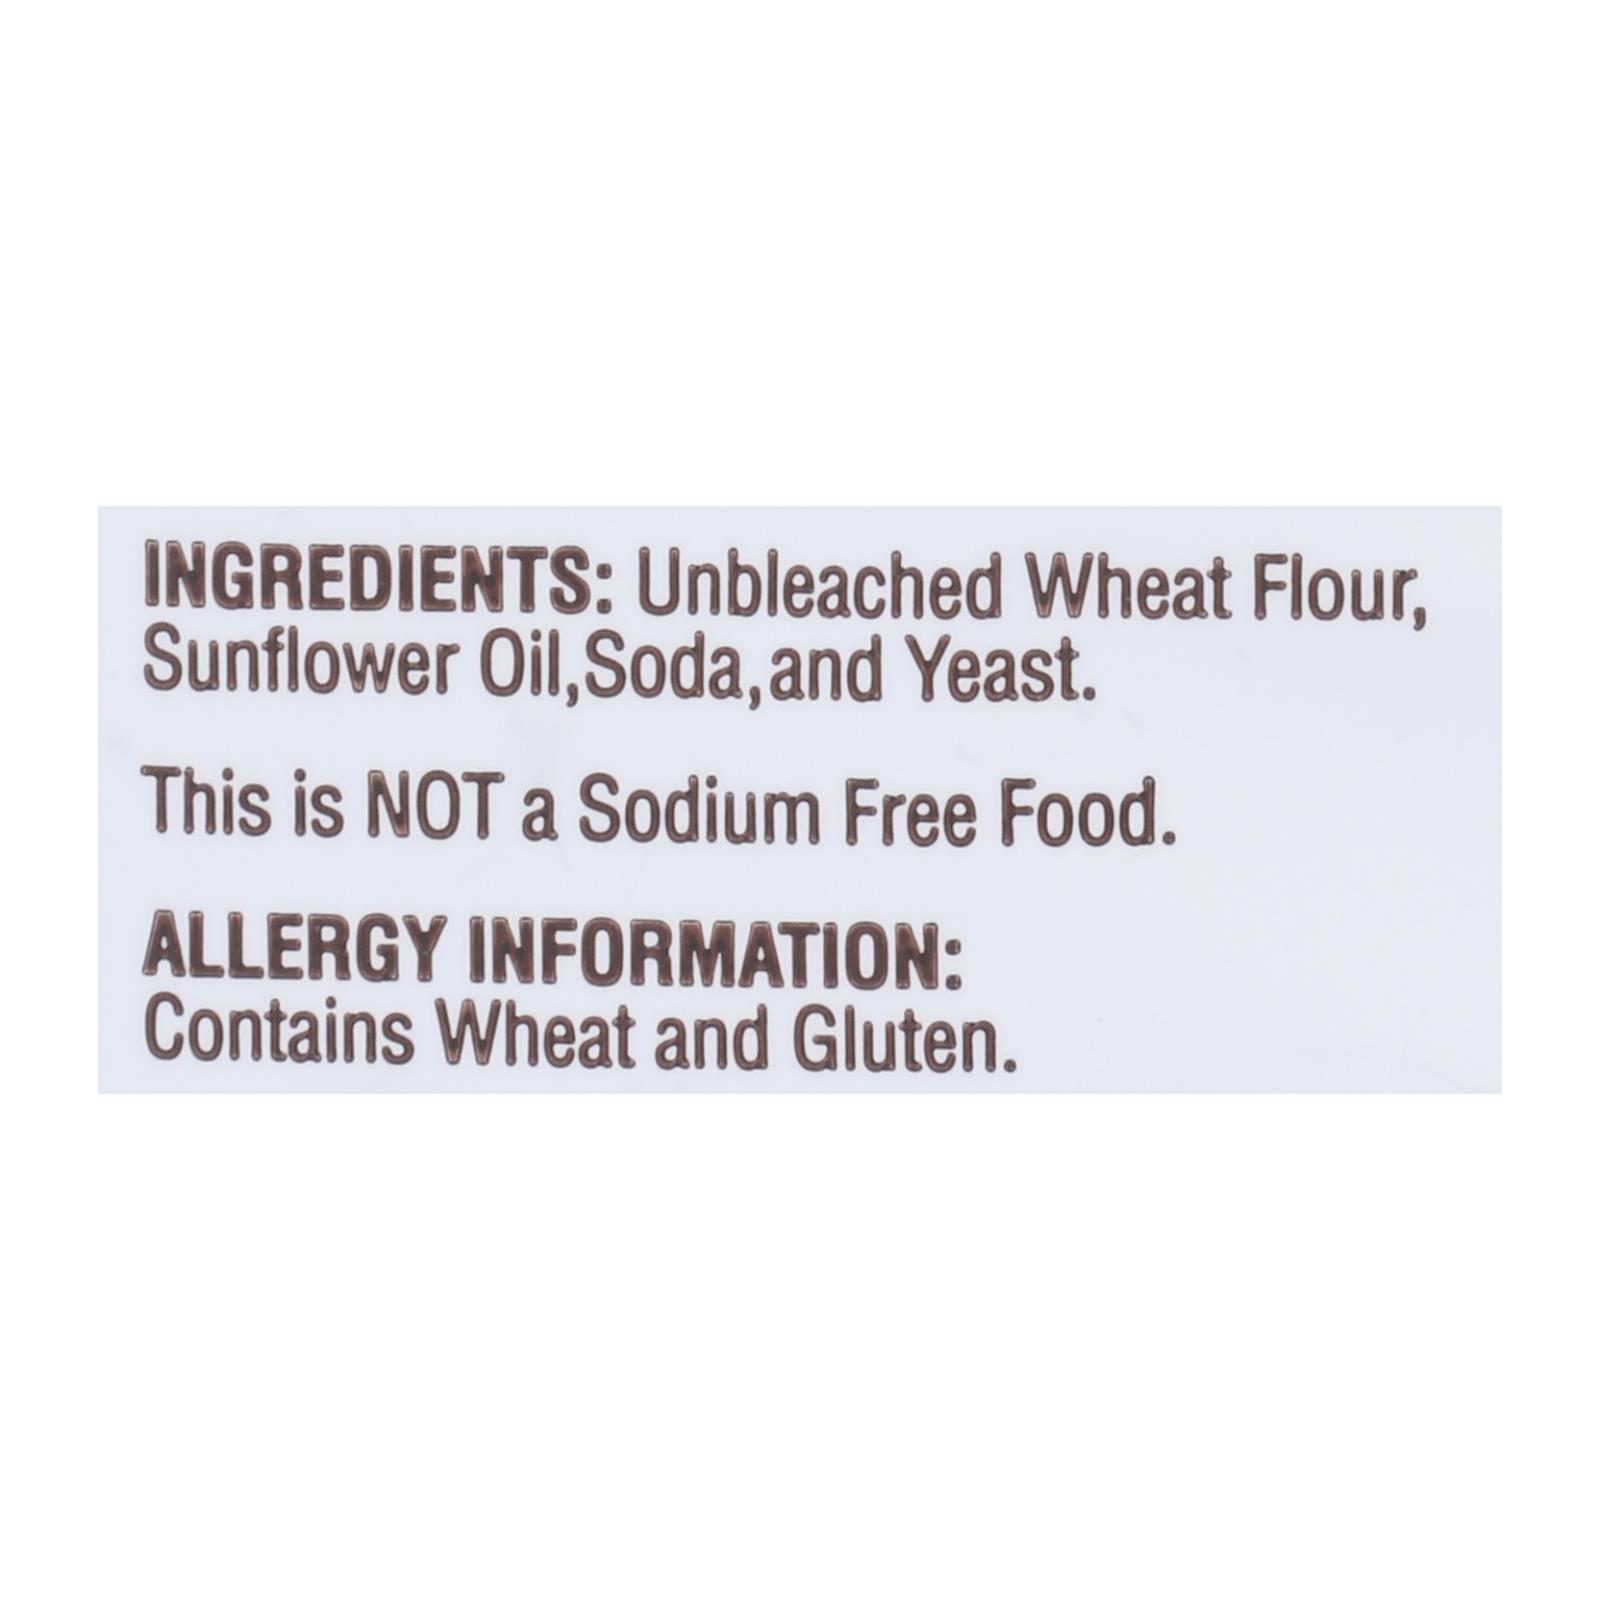 INGREDIENTS: Unbleached Wheat Flour,
Sunflower Oil,Soda,and Yeast.
This is NOT a Sodium Free Food.
ALLERGY INFORMATION:
Contains Wheat and Gluten.